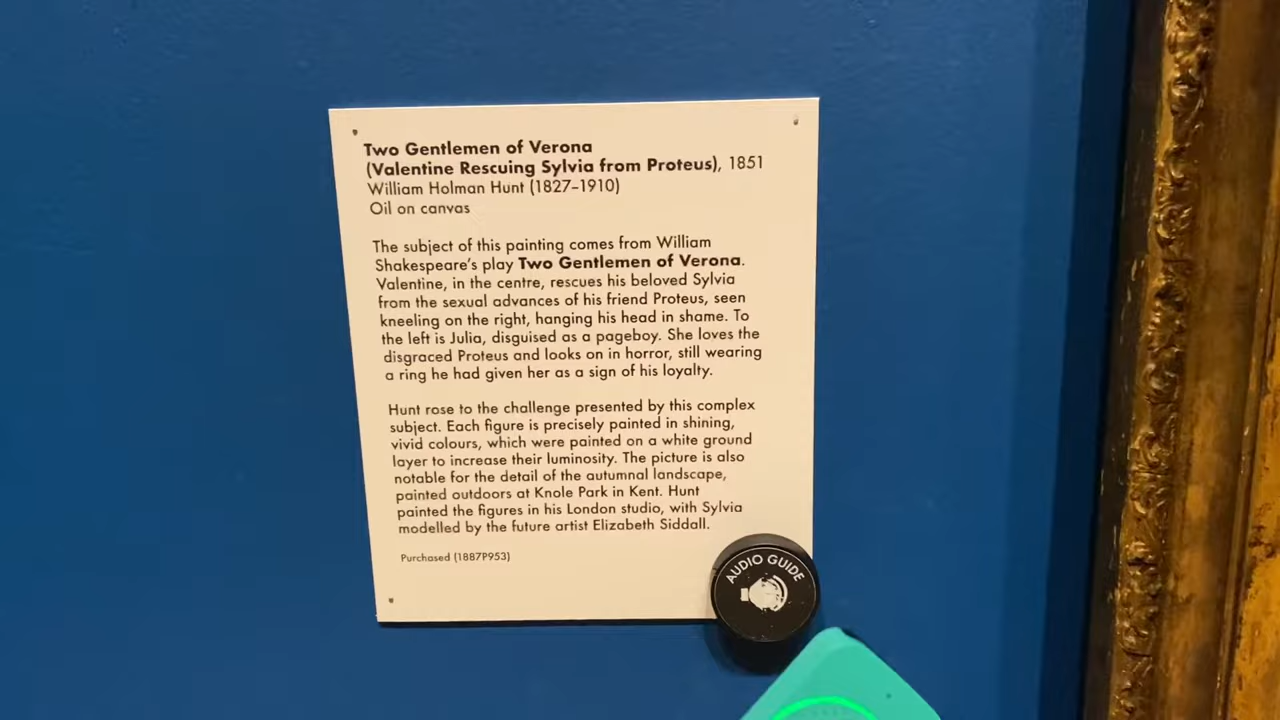 Two Gentlemen of Verona
(Valentine Rescuing Sylvia from Proteus), 1851
William Holman Hunt (1827–1910)
Oil on canvas
The subject of this painting comes from William
Shakespeare's play Two Gentlemen of Verona.
Valentine, in the centre, rescues his beloved Sylvia
from the sexual advances of his friend Proteus, seen
kneeling on the right, hanging his head in shame. To
the left is Julia, disguised as a pageboy. She loves the
disgraced Proteus and looks on in horror, still wearing
a ring he had given her as a sign of his loyalty.
Hunt rose to the challenge presented by this complex
subject. Each figure is precisely painted in shining,
vivid colours, which were painted on a white ground
layer to increase their luminosity. The picture is also
notable for the detail of the autumnal landscape,
painted outdoors at Knole Park in Kent. Hunt
painted the figures in his London studio, with Sylvia
modelled by the future artist Elizabeth Siddall.
Purchased (1887P953)
AUDIO GUIDE